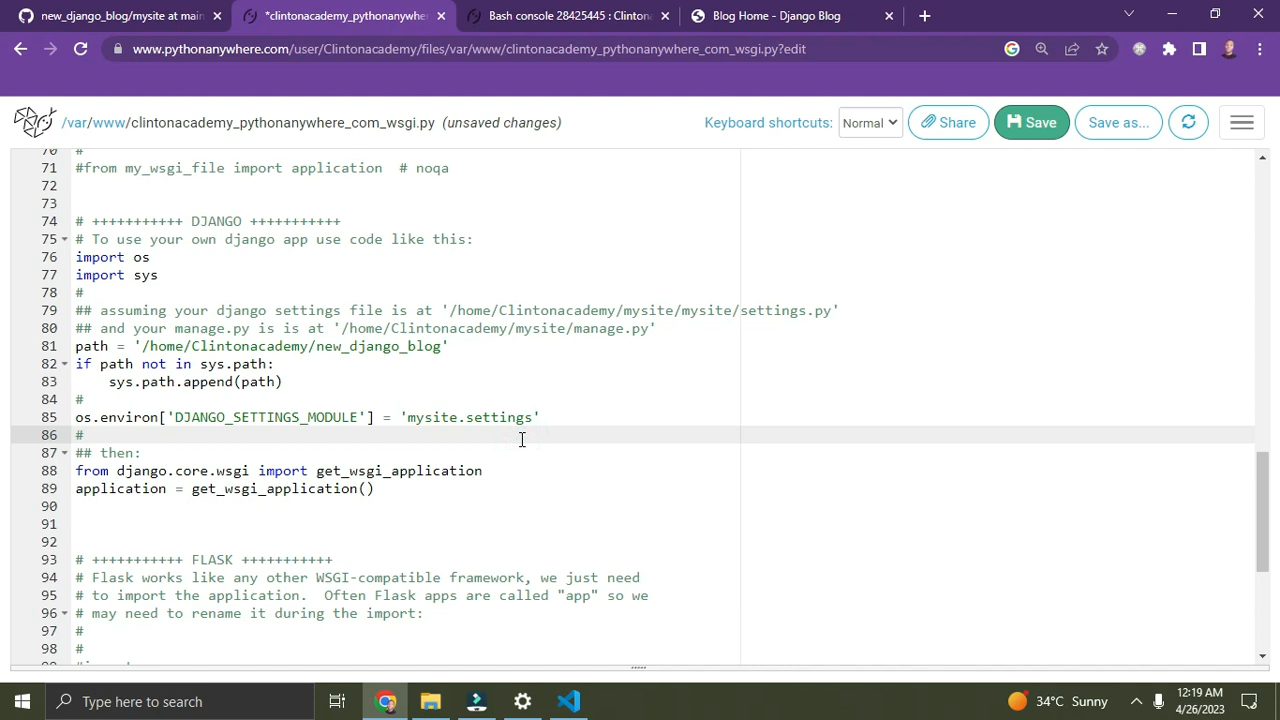 new_django_blog/mysite at main
*clintonacademy_pythonanywhere
Bash console 28425445 : Clinton
Blog Home - Django Blog
www.pythonanywhere.com/user/Clintonacademy/files/var/www/clintonacademy_pythonanywhere_com_wsgi.py?edit
/var/www/clintonacademy_pythonanywhere_com_wsgi.py (unsaved changes)
Keyboard shortcuts:
Normal
Share
Save
Save as...
70 #
71 #from my_wsgi_file import application  # noqa
72
73
74 # +++++++++++ DJANGO +++++++++++
75 # To use your own django app use code like this:
76 import os
77 import sys
78 #
79 ## assuming your django settings file is at '/home/Clintonacademy/mysite/mysite/settings.py'
80 ## and your manage.py is is at '/home/Clintonacademy/mysite/manage.py'
81 path = '/home/Clintonacademy/new_django_blog'
82 if path not in sys.path:
83     sys.path.append(path)
84 #
85 os.environ['DJANGO_SETTINGS_MODULE'] = 'mysite.settings'
86 #
87 ## then:
88 from django.core.wsgi import get_wsgi_application
89 application = get_wsgi_application()
90
91
92
93 # +++++++++++ FLASK +++++++++++
94 # Flask works like any other WSGI-compatible framework, we just need
95 # to import the application.  Often Flask apps are called "app" so we
96 # may need to rename it during the import:
97 #
98 #
Type here to search
34°C Sunny
12:19 AM
4/26/2023